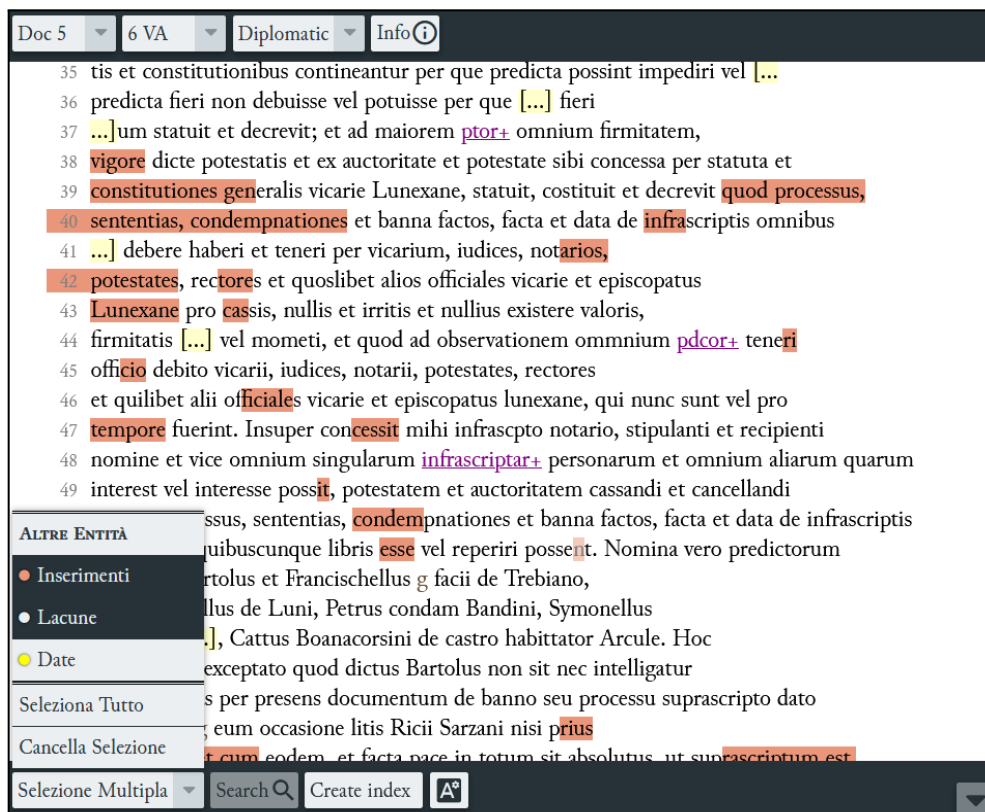 Doc 5 6 VA Diplomatic Info
35 tis et constitutionibus contineantur per que predicta possint impediri vel [...
36 predicta fieri non debuisse vel potuisse per que [...] fieri
37 ...]um statuit et decrevit; et ad maiorem ptor+ omnium firmitatem,
38 vigore dicte potestatis et ex auctoritate et potestate sibi concessa per statuta et
39 constitutiones generalis vicarie Lunexane, statuit, costituit et decrevit quod processus,
40 sententias, condempnationes et banna factos, facta et data de infrascriptis omnibus
41 ...] debere haberi et teneri per vicarium, iudices, notarios,
42 potestates, rectores et quoslibet alios officiales vicarie et episcopatus
43 Lunexane pro cassis, nullis et irritis et nullius existere valoris,
44 firmitatis [...] vel mometi, et quod ad observationem ommnium pdcor+ teneri
45 officio debito vicarii, iudices, notarii, potestates, rectores
46 et quilibet alii officiales vicarie et episcopatus lunexane, qui nunc sunt vel pro
47 tempore fuerint. Insuper concessit mihi infrascpto notario, stipulanti et recipienti
48 nomine et vice omnium singularum infrascriptar+ personarum et omnium aliarum quarum
49 interest vel interesse possit, potestatem et auctoritatem cassandi et cancellandi
ssus, sententias, condempnationes et banna factos, facta et data de infrascriptis
quibuscunque libris esse vel reperiri possent. Nomina vero predictorum
rtolus et Francischellus g facii de Trebiano,
llus de Luni, Petrus condam Bandini, Symonellus
.], Cattus Boanacorsini de castro habittator Arcule. Hoc
exceptato quod dictus Bartolus non sit nec intelligatur
s per presens documentum de banno seu processu suprascripto dato
eum occasione litis Ricii Sarzani nisi prius
t cum eodem, et facta pace in totum sit absolutus, ut suprascriptum est.
Altre Entità
Inserimenti
Lacune
Date
Seleziona Tutto
Cancella Selezione
Selezione Multipla Search Create index A